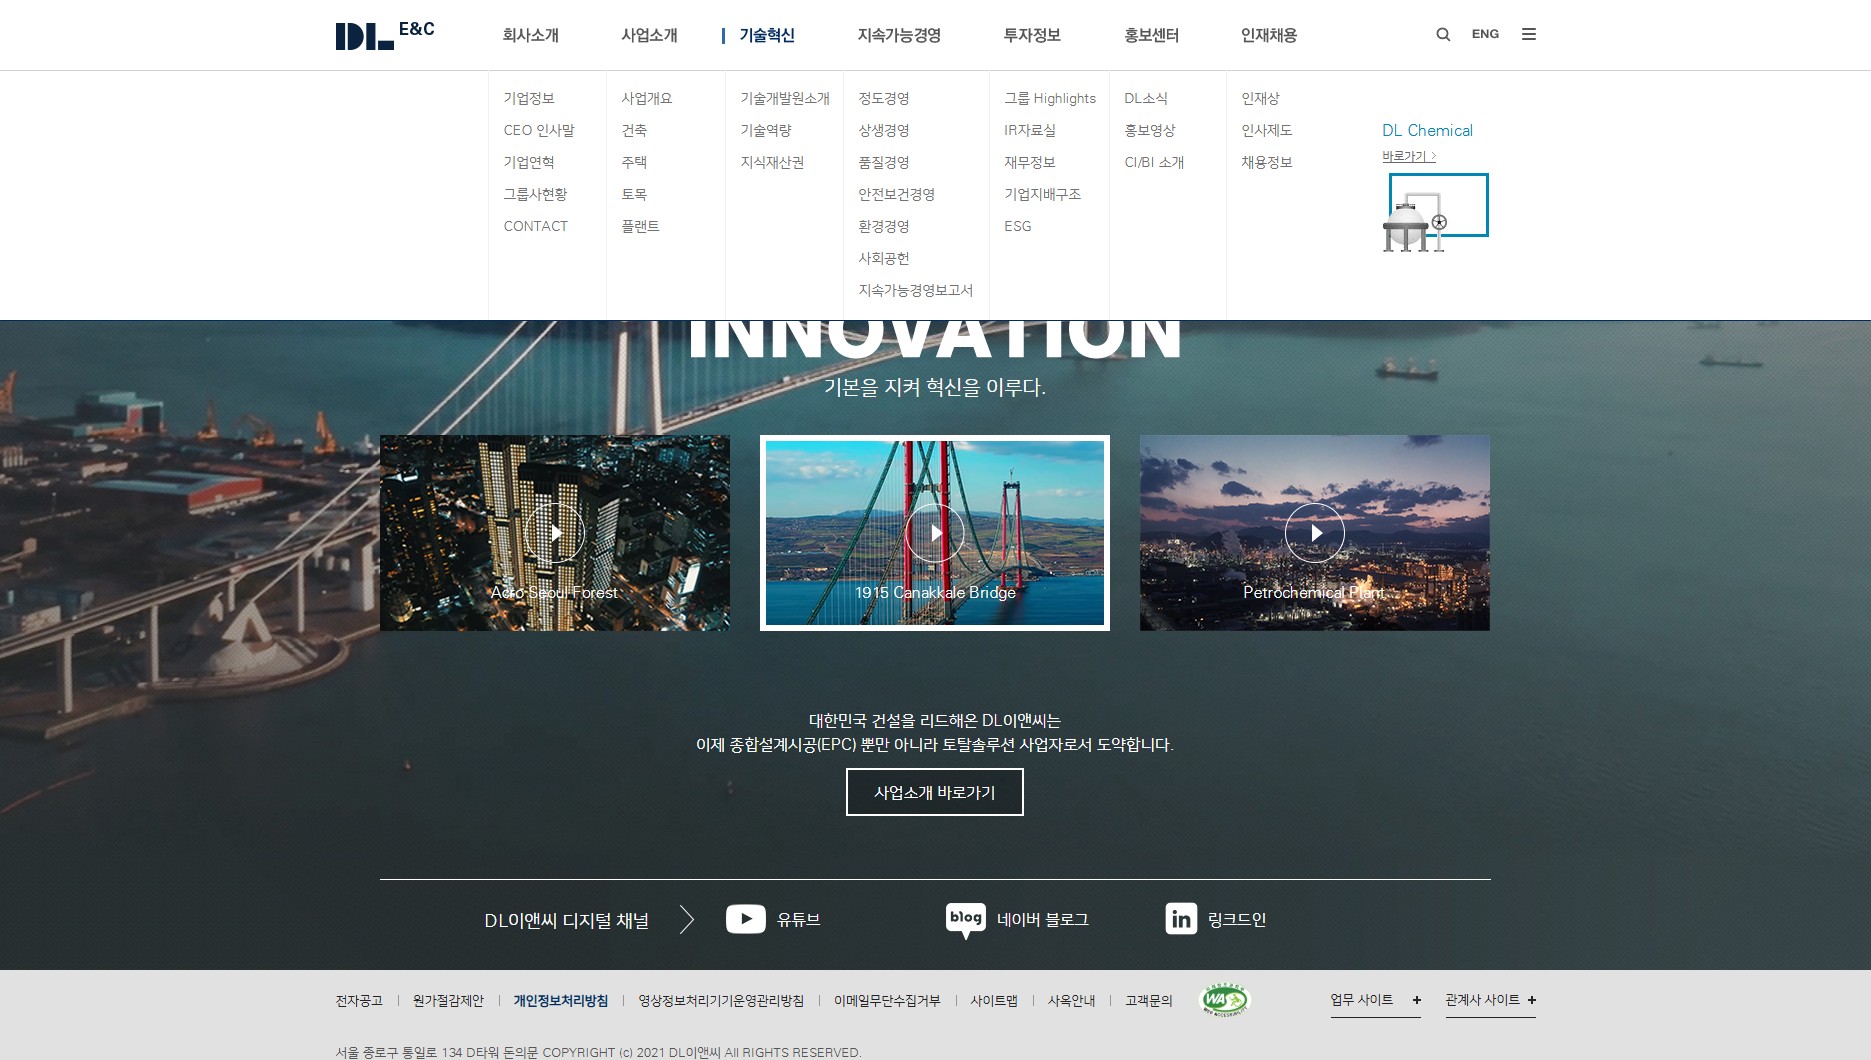 DL E&C
회사소개 사업소개 기술혁신 지속가능경영 투자정보 홍보센터 인재채용 ENG
기업정보 사업개요 기술개발원소개 정도경영 그룹 Highlights DL소식 인재상
CEO 인사말 건축 기술역량 상생경영 IR자료실 홍보영상 인사제도 DL Chemical
기업연혁 주택 지식재산권 품질경영 재무정보 CI/BI 소개 채용정보 바로가기
그룹사현황 토목 안전보건경영 기업지배구조
CONTACT 플랜트 환경경영 ESG
사회공헌
지속가능경영보고서
INNOVATION
기본을 지켜 혁신을 이루다.
Acro Seoul Forest 1915 Canakkale Bridge Petrochemical Plant
대한민국 건설을 리드해온 DL이앤씨는
이제 종합설계시공(EPC) 뿐만 아니라 토탈솔루션 사업자로서 도약합니다.
사업소개 바로가기
DL이앤씨 디지털 채널 유튜브 blog 네이버 블로그 in 링크드인
전자공고 원가절감제안 개인정보처리방침 영상정보처리기기운영관리방침 이메일무단수집거부 사이트맵 사옥안내 고객문의 WA 업무 사이트 관계사 사이트
서울 종로구 통일로 134 D타워 돈의문 COPYRIGHT (c) 2021 DL이앤씨 All RIGHTS RESERVED.